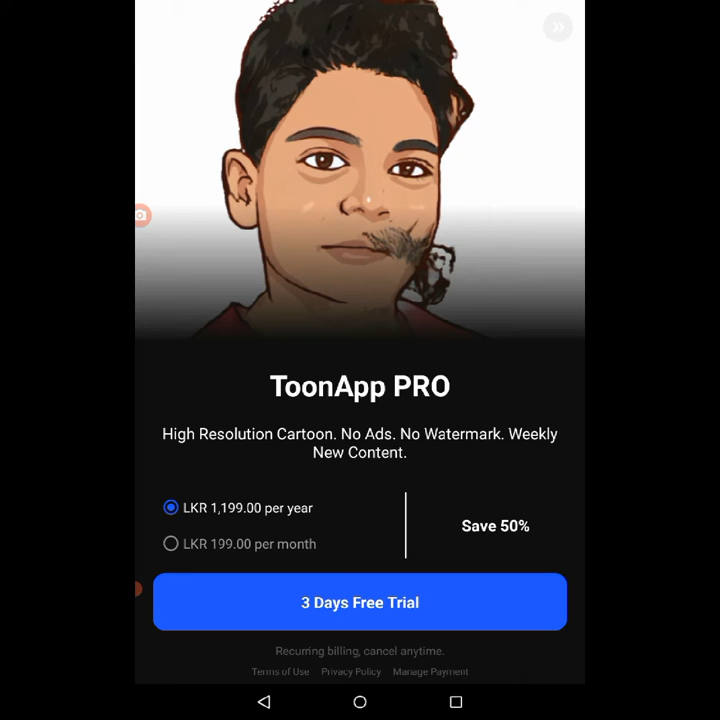 ToonApp PRO
High Resolution Cartoon. No Ads. No Watermark. Weekly
New Content.
LKR 1,199.00 per year
LKR 199.00 per month
Save 50%
3 Days Free Trial
Recurring billing, cancel anytime.
Terms of Use Privacy Policy Manage Payment